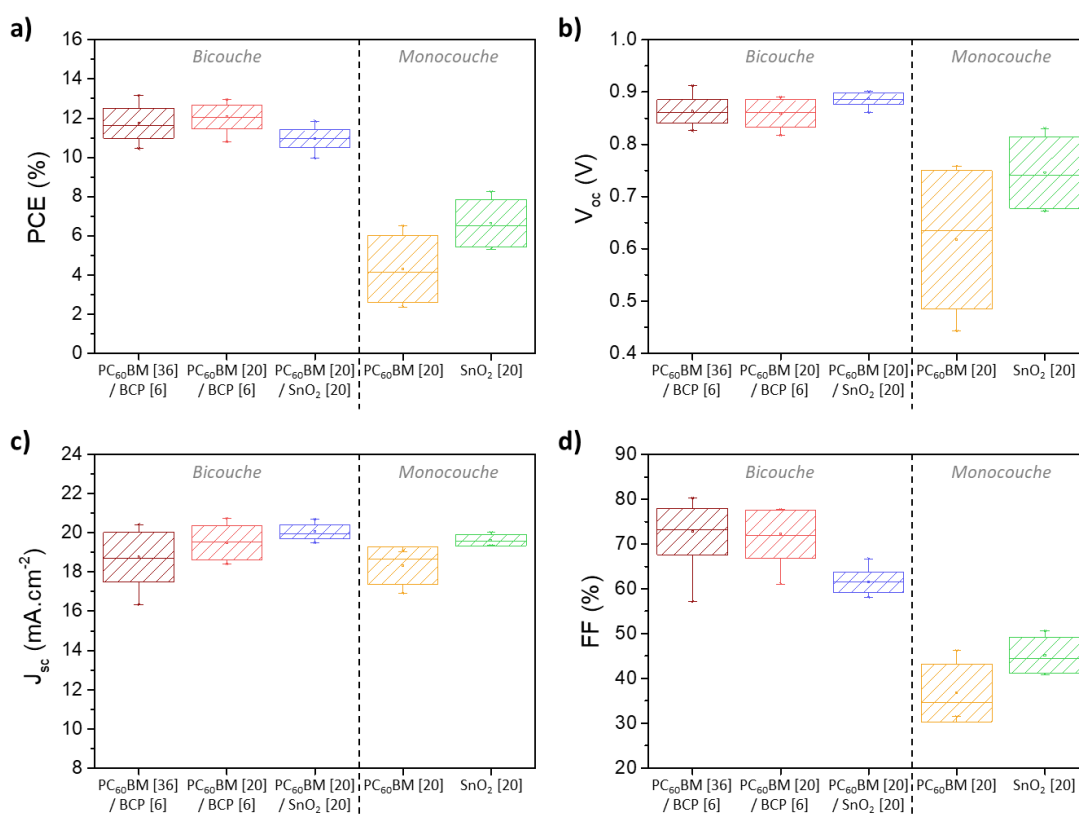 a)
PCE (%)
16
14
12
10
8
6
4
2
0
Bicouche
Monocouche
PC₆₀BM [36]
/ BCP [6]
PC₆₀BM [20]
/ BCP [6]
PC₆₀BM [20]
/ SnO₂ [20]
PC₆₀BM [20]
SnO₂ [20]
b)
V_oc (V)
1.0
0.9
0.8
0.7
0.6
0.5
0.4
Bicouche
Monocouche
PC₆₀BM [36]
/ BCP [6]
PC₆₀BM [20]
/ BCP [6]
PC₆₀BM [20]
/ SnO₂ [20]
PC₆₀BM [20]
SnO₂ [20]
c)
J_sc (mA.cm⁻²)
24
22
20
18
16
14
12
10
8
Bicouche
Monocouche
PC₆₀BM [36]
/ BCP [6]
PC₆₀BM [20]
/ BCP [6]
PC₆₀BM [20]
/ SnO₂ [20]
PC₆₀BM [20]
SnO₂ [20]
d)
FF (%)
90
80
70
60
50
40
30
20
Bicouche
Monocouche
PC₆₀BM [36]
/ BCP [6]
PC₆₀BM [20]
/ BCP [6]
PC₆₀BM [20]
/ SnO₂ [20]
PC₆₀BM [20]
SnO₂ [20]